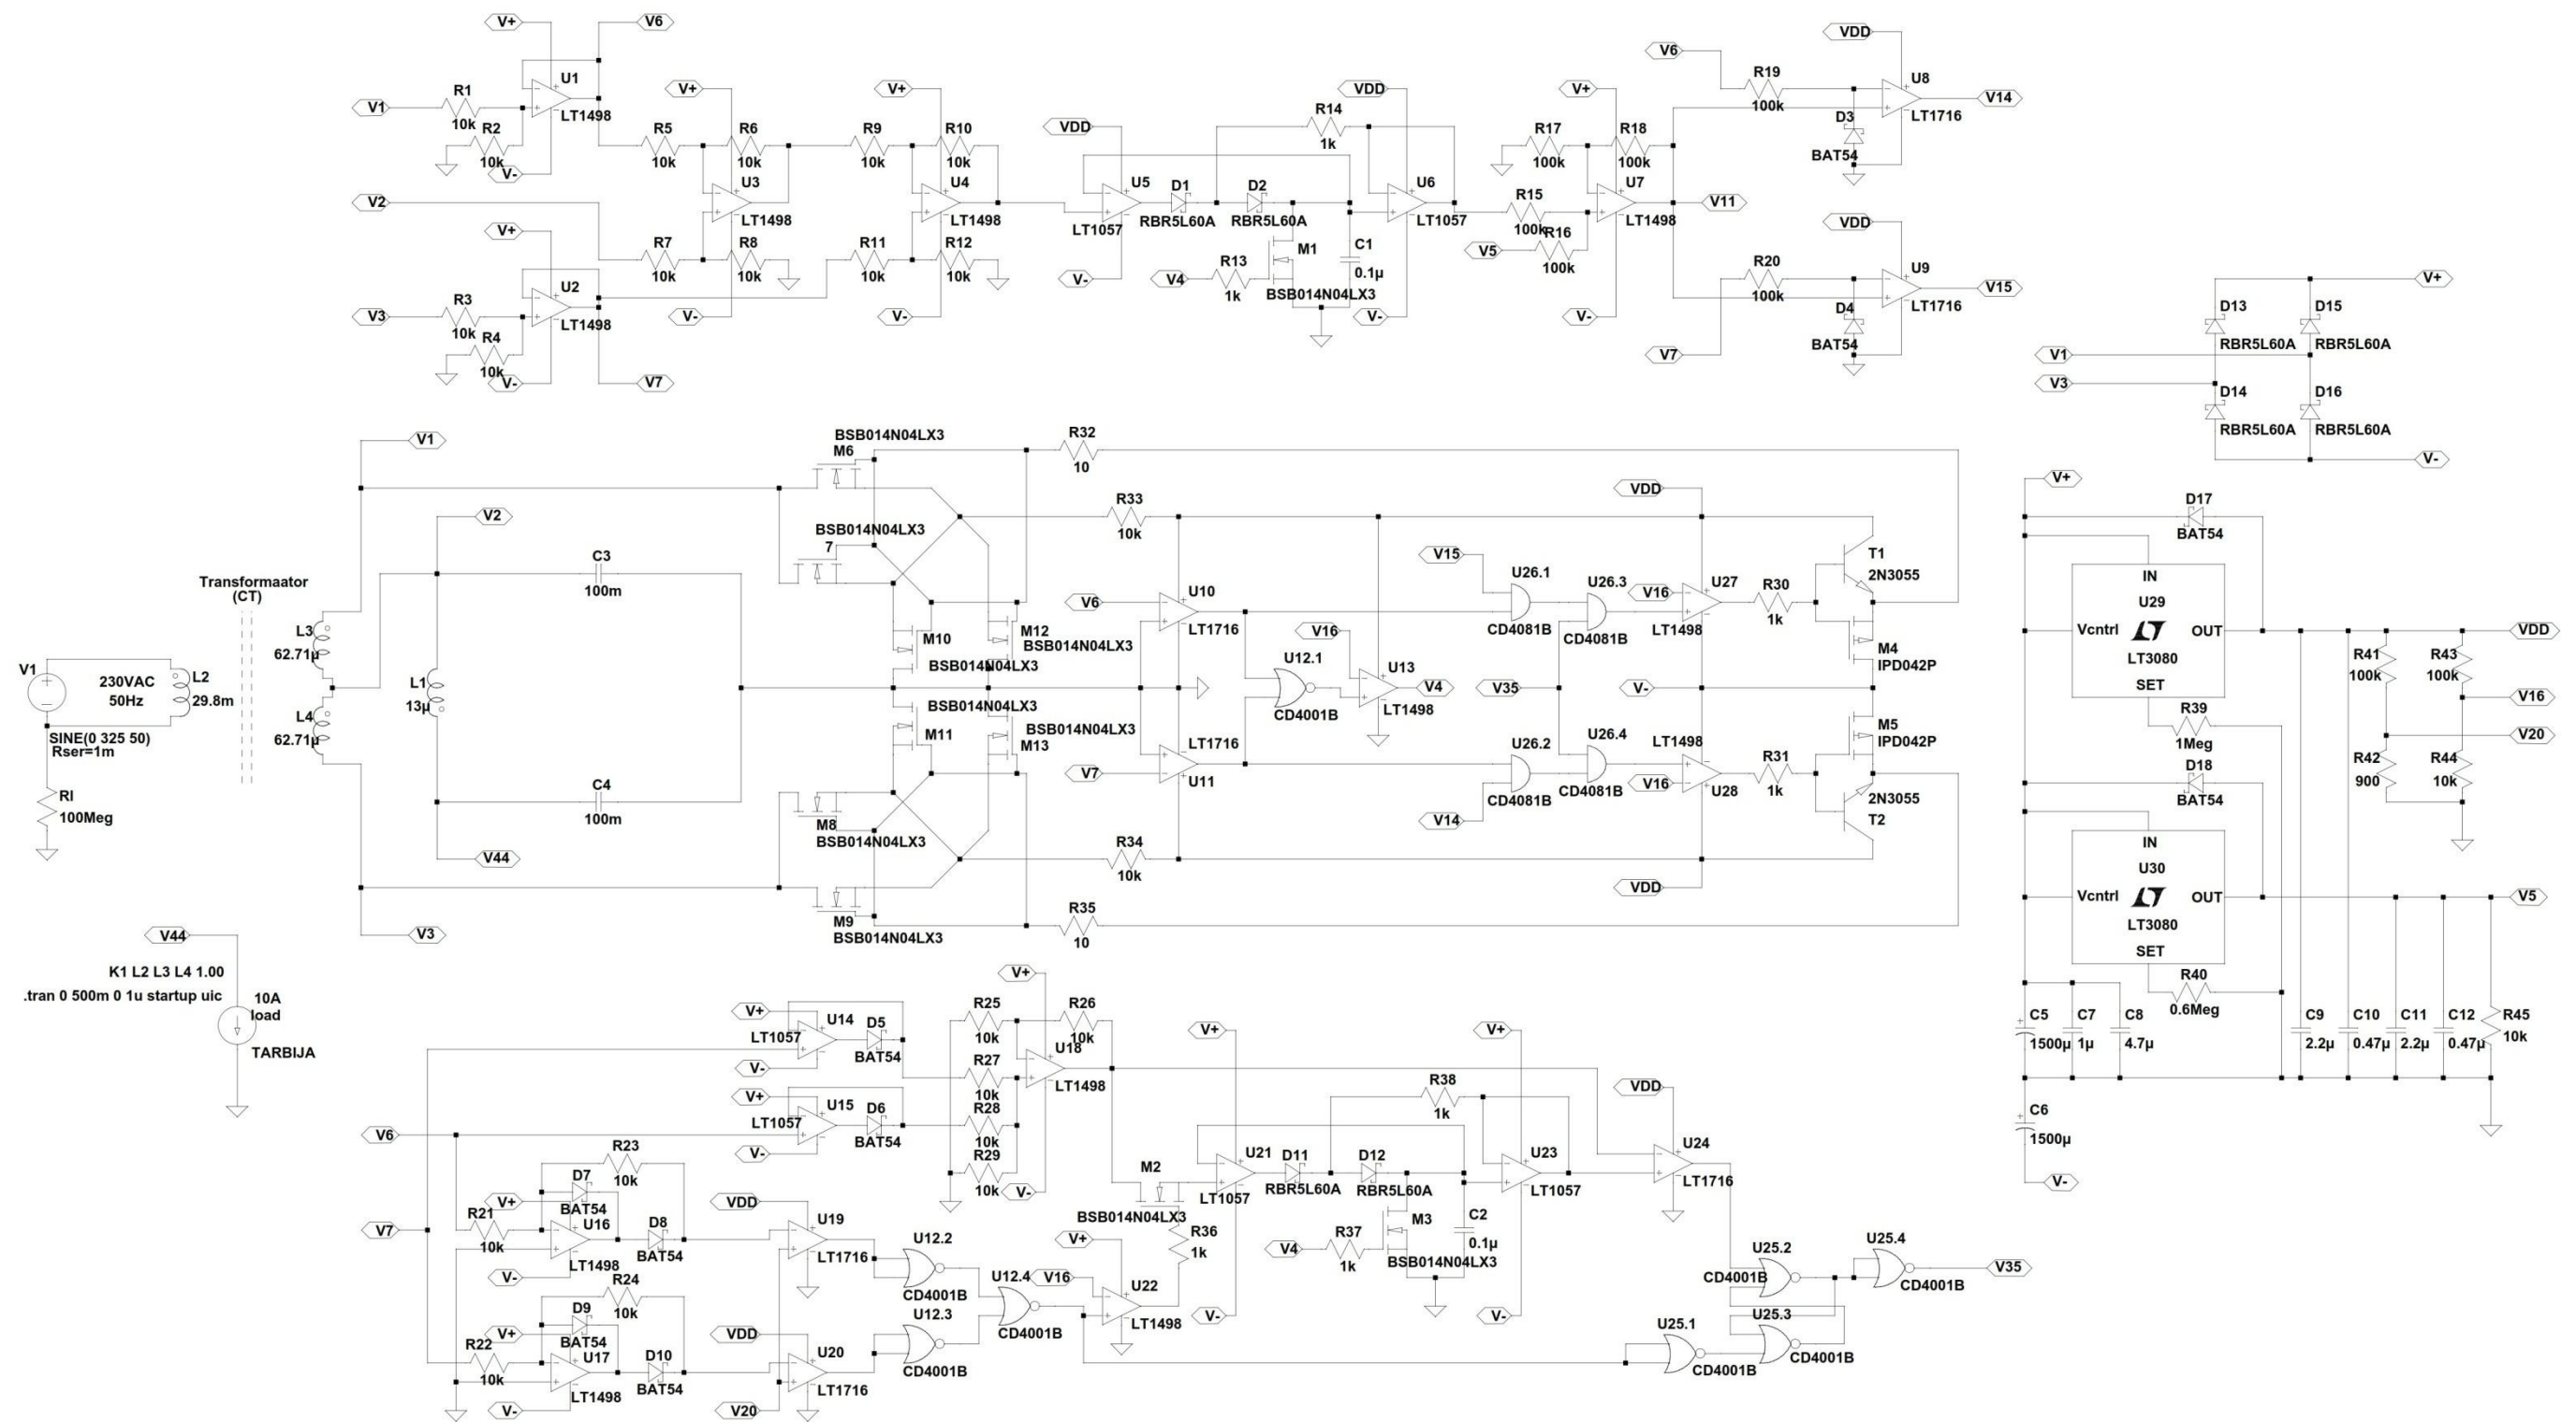 V+
V6
U1
V1
R1
10k
LT1498
R2
10k
V-
V2
V+
U2
V3
R3
10k
LT1498
R4
10k
V-
V7
V+
R5
10k
R6
10k
U3
LT1498
R7
10k
R8
10k
V-
V+
R9
10k
R10
10k
U4
LT1498
R11
10k
R12
10k
V-
VDD
U5
LT1057
V-
D1
RBR5L60A
D2
RBR5L60A
R14
1k
V4
R13
1k
M1
BSB014N04LX3
C1
0.1µ
VDD
U6
LT1057
V-
V+
R17
100k
R18
100k
R15
100k
R16
100k
V5
U7
LT1498
V-
V11
V6
R19
100k
VDD
U8
LT1716
V14
D3
BAT54
VDD
R20
100k
U9
LT1716
V15
D4
BAT54
V7
V+
D13
RBR5L60A
D15
RBR5L60A
V1
V3
D14
RBR5L60A
D16
RBR5L60A
V-
V1
V2
Transformaator
(CT)
V1
230VAC
50Hz
L2
29.8m
SINE(0 325 50)
Rser=1m
RI
100Meg
L3
62.71µ
L4
62.71µ
L1
13µ
C3
100m
C4
100m
V44
V3
BSB014N04LX3
M6
BSB014N04LX3
7
M10
BSB014N04LX3
M12
BSB014N04LX3
BSB014N04LX3
M11
BSB014N04LX3
M13
M8
BSB014N04LX3
M9
BSB014N04LX3
R32
10
R33
10k
R34
10k
R35
10
V6
U10
LT1716
V7
LT1716
U11
U12.1
CD4001B
V16
U13
LT1498
V4
V15
U26.1
CD4081B
U26.3
CD4081B
V35
U26.2
CD4081B
U26.4
CD4081B
V14
VDD
V16
U27
LT1498
R30
1k
T1
2N3055
M4
IPD042P
V-
M5
IPD042P
LT1498
V16
U28
R31
1k
2N3055
T2
VDD
V+
D17
BAT54
IN
U29
Vcntrl
OUT
LT3080
SET
VDD
R41
100k
R43
100k
V16
V20
R39
1Meg
R42
900
R44
10k
D18
BAT54
IN
U30
Vcntrl
OUT
LT3080
SET
V5
R40
0.6Meg
C5
1500µ
C7
1µ
C8
4.7µ
C9
2.2µ
C10
0.47µ
C11
2.2µ
C12
0.47µ
R45
10k
C6
1500µ
V-
V44
K1 L2 L3 L4 1.00
.tran 0 500m 0 1u startup uic
10A
load
TARBIJA
V+
U14
LT1057
D5
BAT54
V-
V+
U15
LT1057
D6
BAT54
V-
V6
V7
R23
10k
D7
BAT54
V+
R21
10k
U16
LT1498
V-
D8
BAT54
R24
10k
D9
BAT54
V+
R22
10k
U17
LT1498
V-
D10
BAT54
V+
R25
10k
R26
10k
R27
10k
U18
LT1498
R28
10k
R29
10k
V-
VDD
U19
LT1716
VDD
U20
LT1716
V20
U12.2
CD4001B
U12.3
CD4001B
U12.4
CD4001B
M2
BSB014N04LX3
R36
1k
V+
V16
U22
LT1498
V+
U21
LT1057
V-
D11
RBR5L60A
D12
RBR5L60A
R38
1k
V4
R37
1k
M3
BSB014N04LX3
C2
0.1µ
V+
U23
LT1057
V-
VDD
U24
LT1716
U25.2
CD4001B
U25.4
CD4001B
V35
U25.1
CD4001B
U25.3
CD4001B